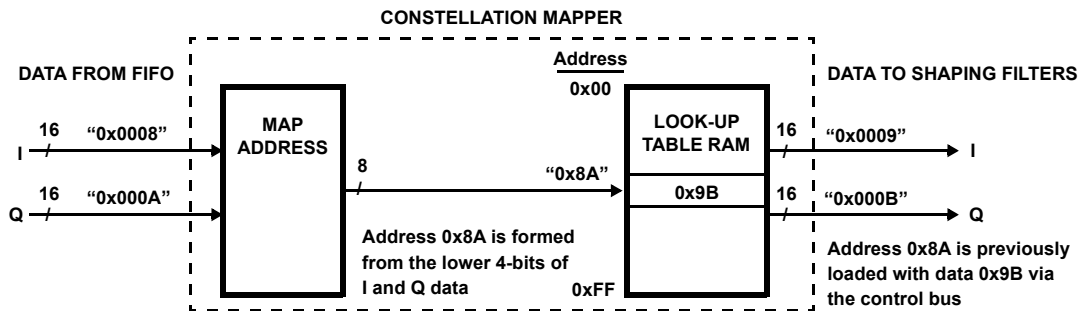 CONSTELLATION MAPPER
DATA FROM FIFO
Address
0x00
DATA TO SHAPING FILTERS
MAP
ADDRESS
LOOK-UP
TABLE RAM
I
16
“0x0008”
Q
16
“0x000A”
8
“0x8A”
0x9B
16
“0x0009”
I
16
“0x000B”
Q
Address 0x8A is formed
from the lower 4-bits of
I and Q data
0xFF
Address 0x8A is previously
loaded with data 0x9B via
the control bus